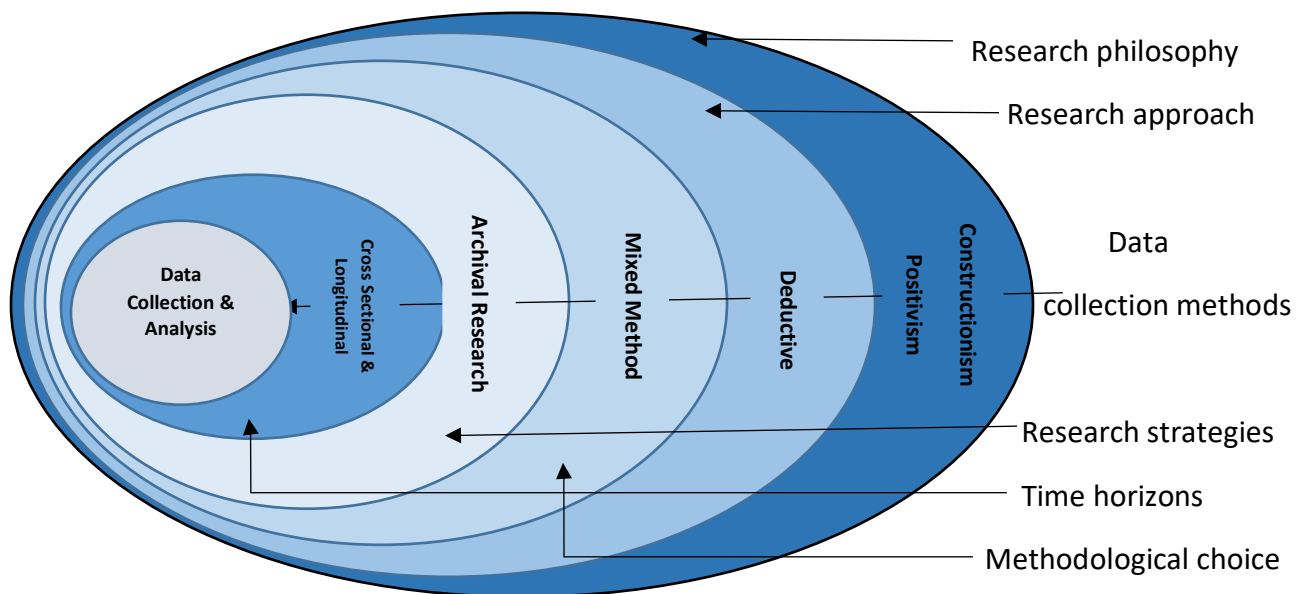 Research philosophy
Research approach
Data
Collection &
Analysis
Cross Sectional &
Longitudinal
Archival Research
Mixed Method
Deductive
Positivism
Constructionism
Data
collection methods
Research strategies
Time horizons
Methodological choice